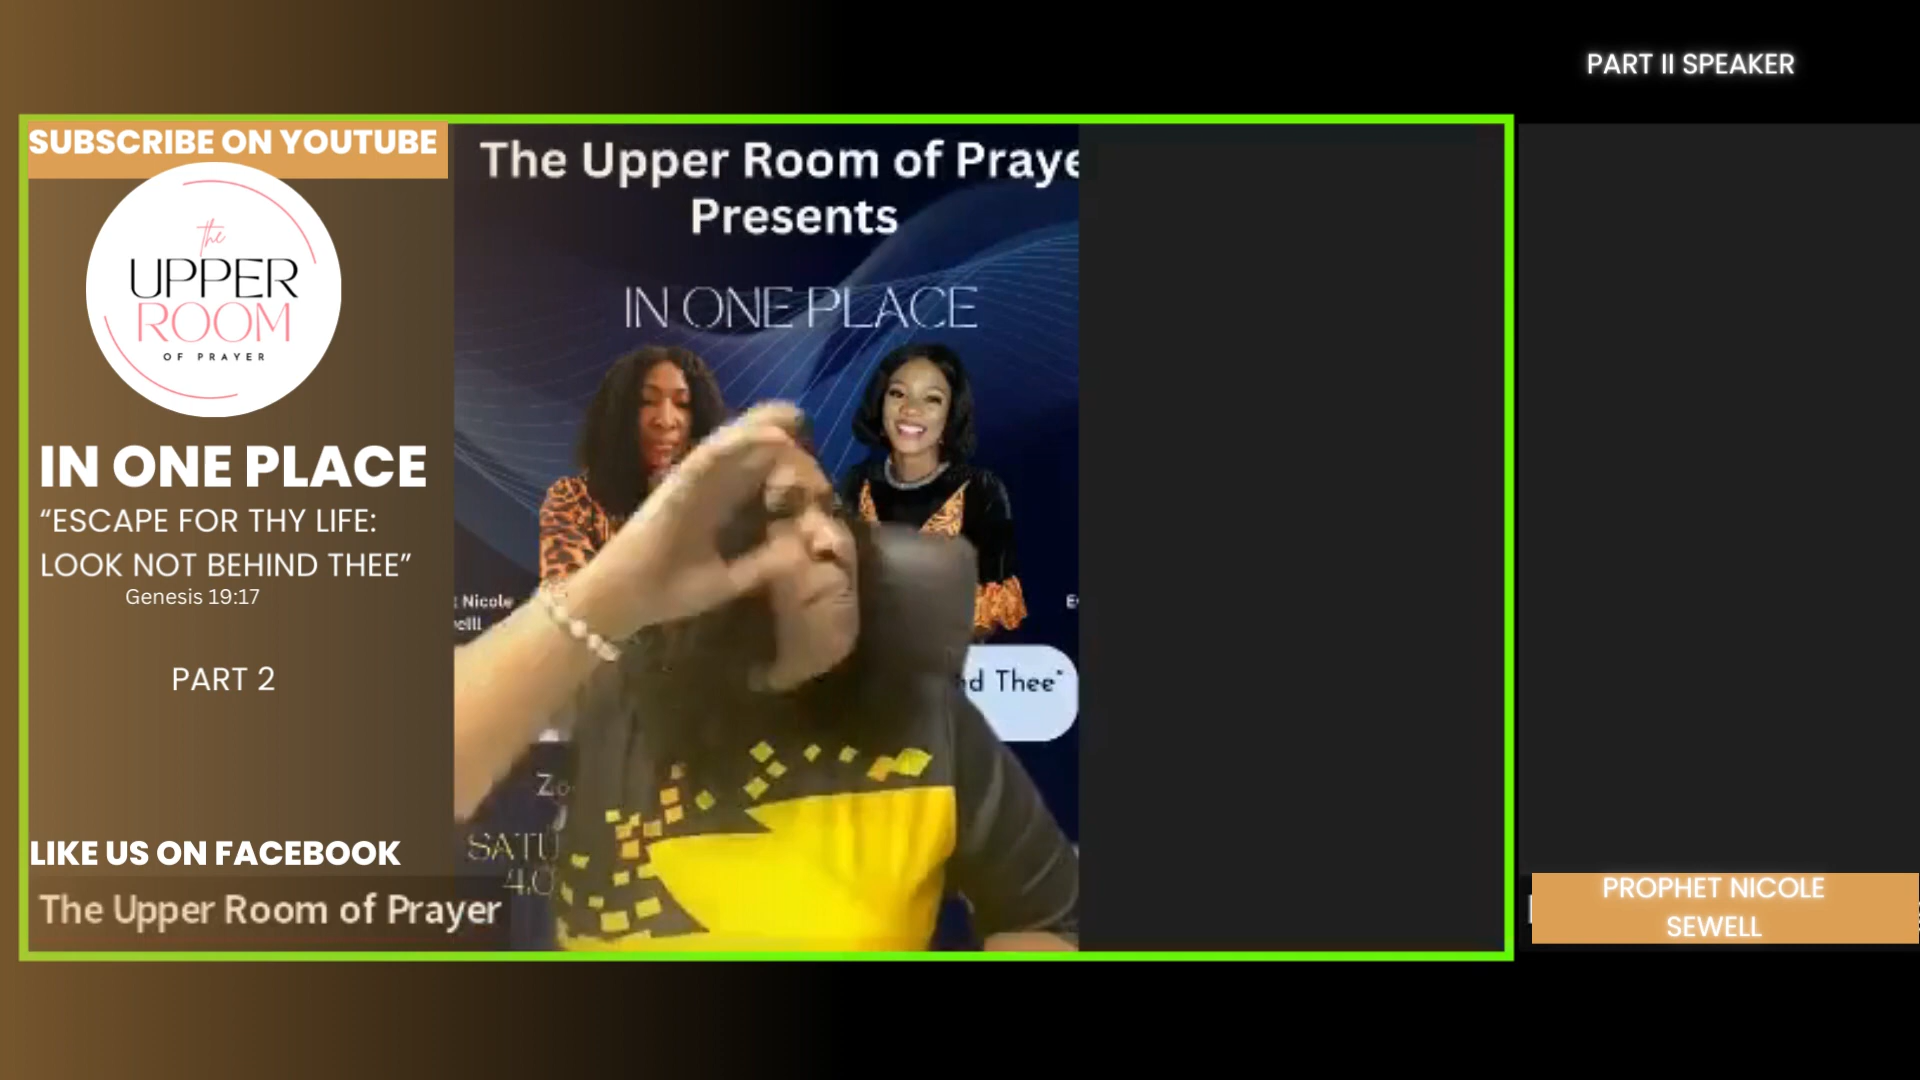 PART II SPEAKER
SUBSCRIBE ON YOUTUBE
the
UPPER
ROOM
OF PRAYER
IN ONE PLACE
“ESCAPE FOR THY LIFE:
LOOK NOT BEHIND THEE”
Genesis 19:17
PART 2
LIKE US ON FACEBOOK
The Upper Room of Prayer
The Upper Room of Praye
Presents
IN ONE PLACE
Nicole
Thee"
SATU
PROPHET NICOLE
SEWELL